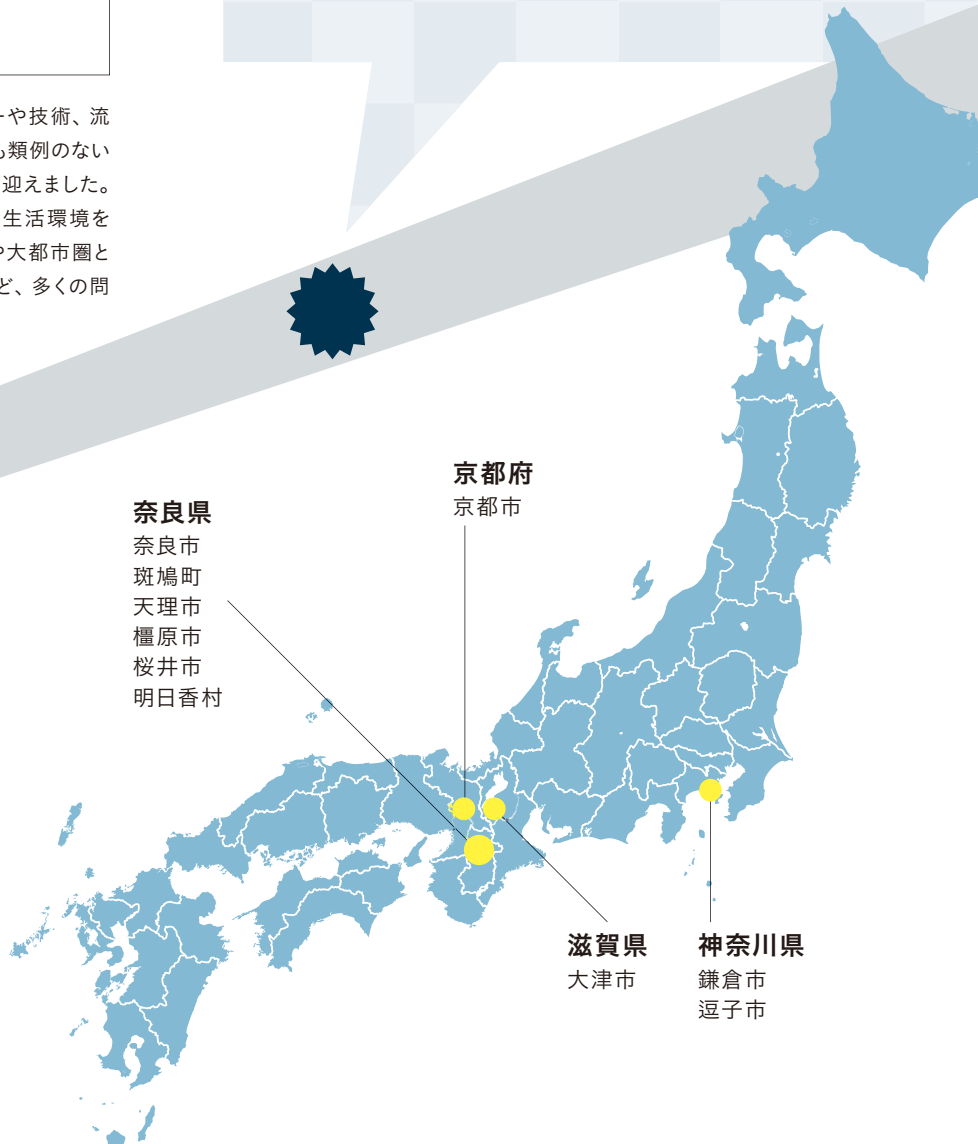 ーや技術、流
も類例のない
迎えました。
生活環境を
や大都市圏と
ど、多くの問
京都府
京都市
奈良県
奈良市
斑鳩町
天理市
橿原市
桜井市
明日香村
滋賀県
大津市
神奈川県
鎌倉市
逗子市